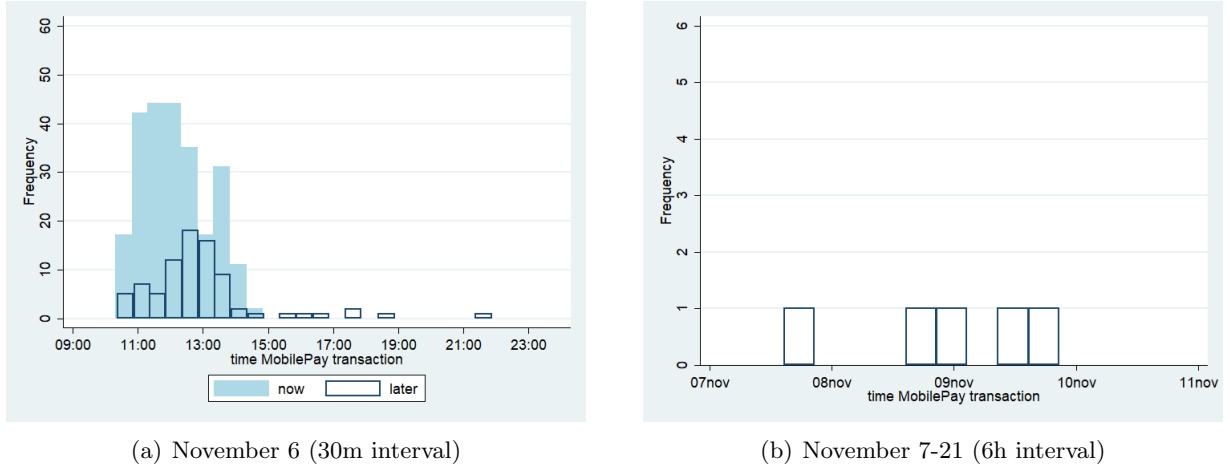 60
50
40
30
20
10
0
Frequency
09:00 11:00 13:00 15:00 17:00 19:00 21:00 23:00
time MobilePay transaction
now later
(a) November 6 (30m interval)
6
5
4
3
2
1
0
Frequency
07nov 08nov 09nov 10nov 11nov
time MobilePay transaction
(b) November 7-21 (6h interval)